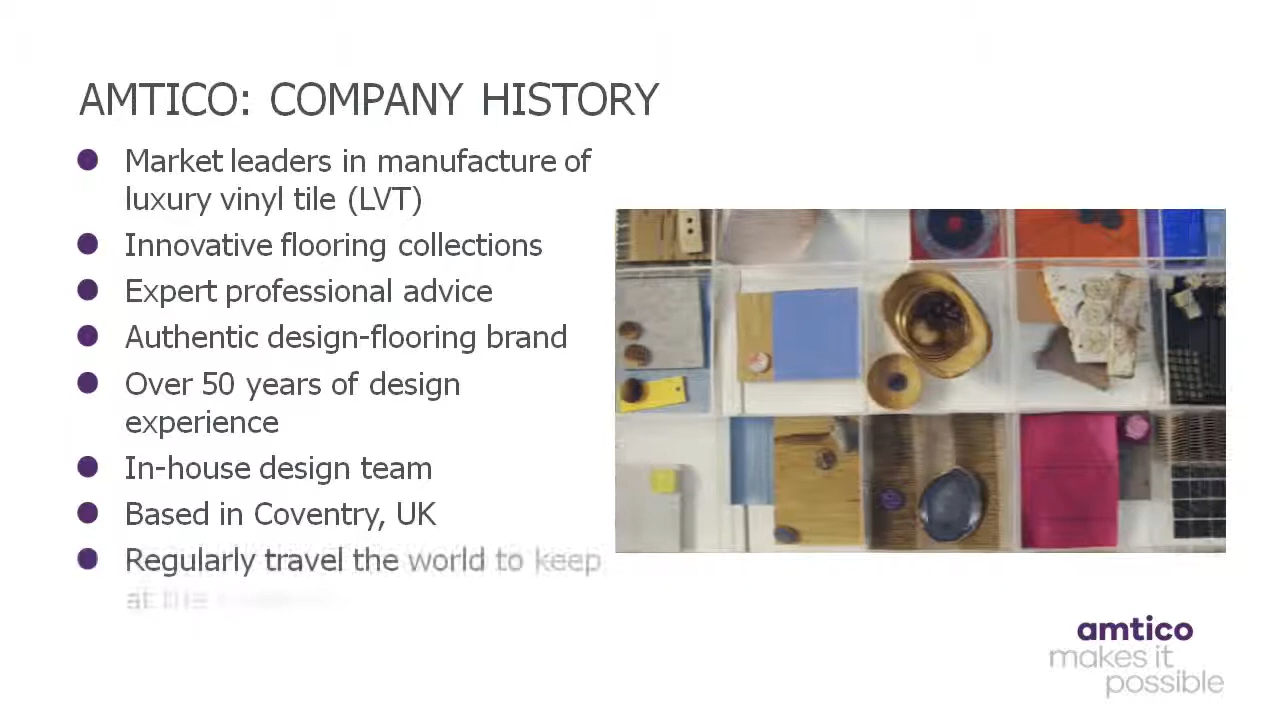 AMTICO: COMPANY HISTORY
Market leaders in manufacture of
luxury vinyl tile (LVT)
Innovative flooring collections
Expert professional advice
Authentic design-flooring brand
Over 50 years of design
experience
In-house design team
Based in Coventry, UK
Regularly travel the world to keep
at the
amtico
makes it
possible